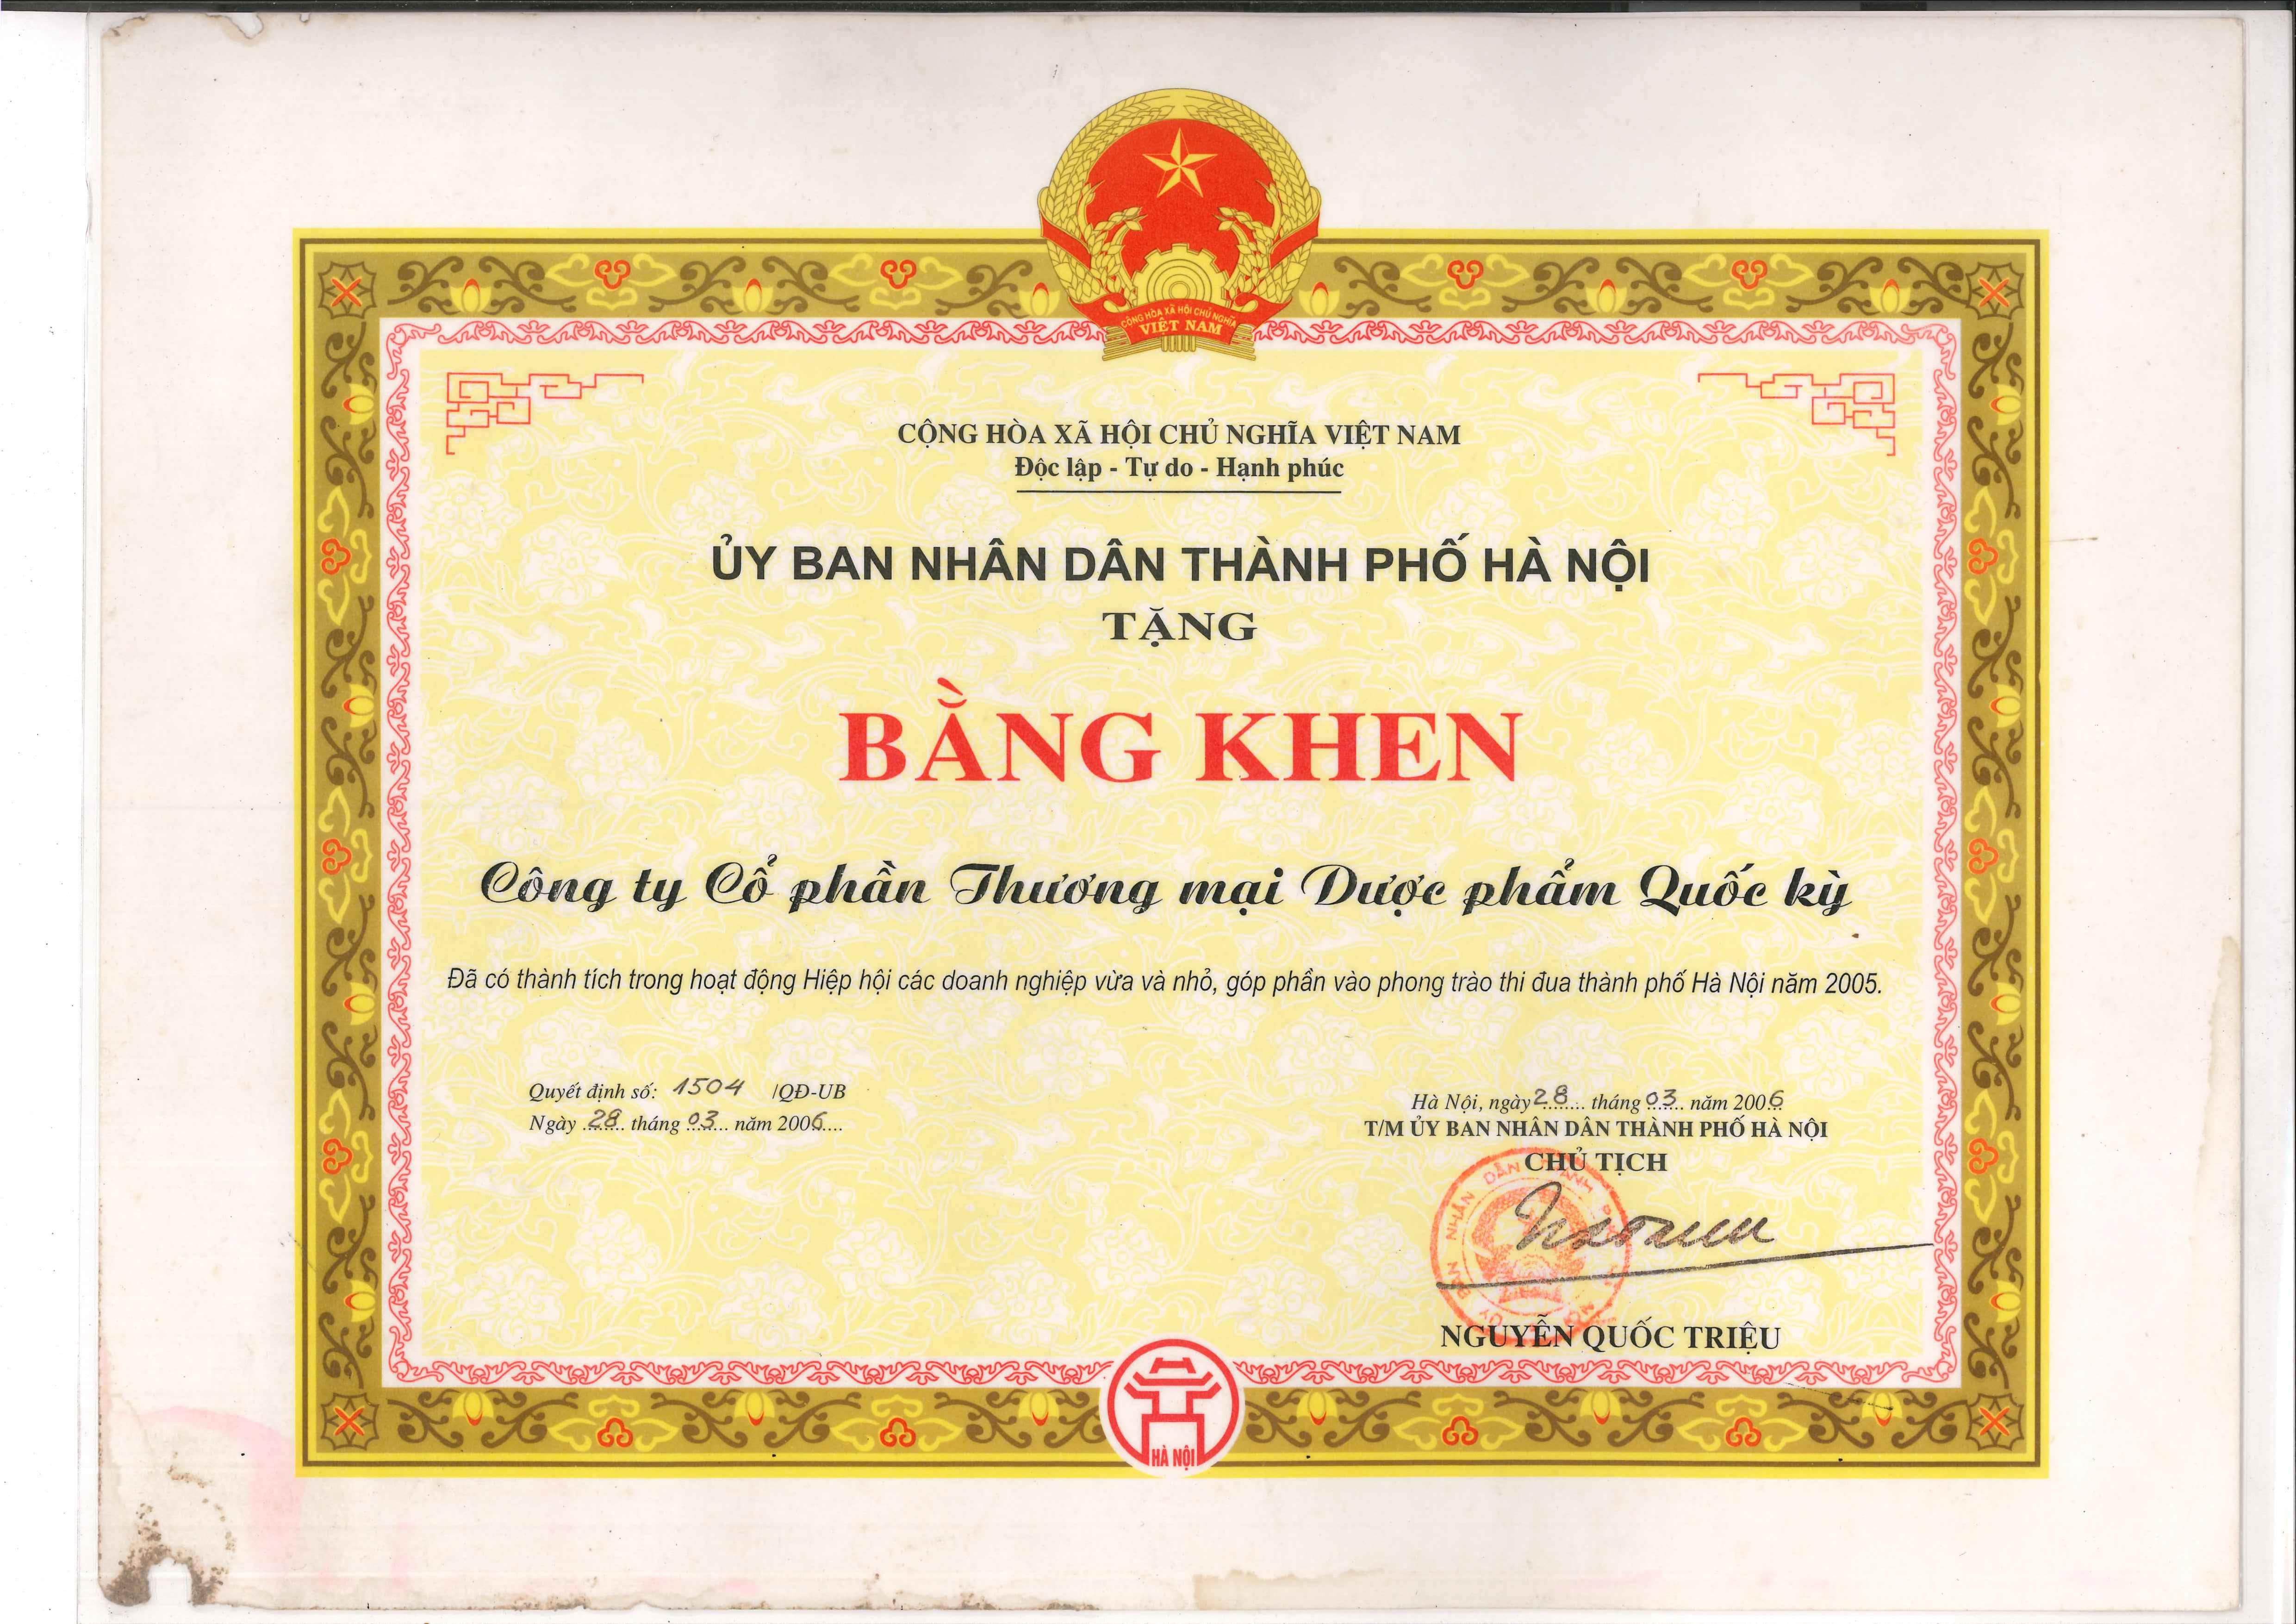 CỘNG HÒA XÃ HỘI CHỦ NGHĨA
VIỆT NAM
CỘNG HÒA XÃ HỘI CHỦ NGHĨA VIỆT NAM
Độc lập - Tự do - Hạnh phúc
ỦY BAN NHÂN DÂN THÀNH PHỐ HÀ NỘI
TẶNG
BẰNG KHEN
Công ty Cổ phần Thương mại Dược phẩm Quốc kỳ
Đã có thành tích trong hoạt động Hiệp hội các doanh nghiệp vừa và nhỏ, góp phần vào phong trào thi đua thành phố Hà Nội năm 2005.
Quyết định số: 1504 /QĐ-UB
Ngày 28 tháng 03 năm 2006
Hà Nội, ngày 28 tháng 03 năm 2006
T/M ỦY BAN NHÂN DÂN THÀNH PHỐ HÀ NỘI
CHỦ TỊCH
NGUYỄN QUỐC TRIỆU
HÀ NỘI